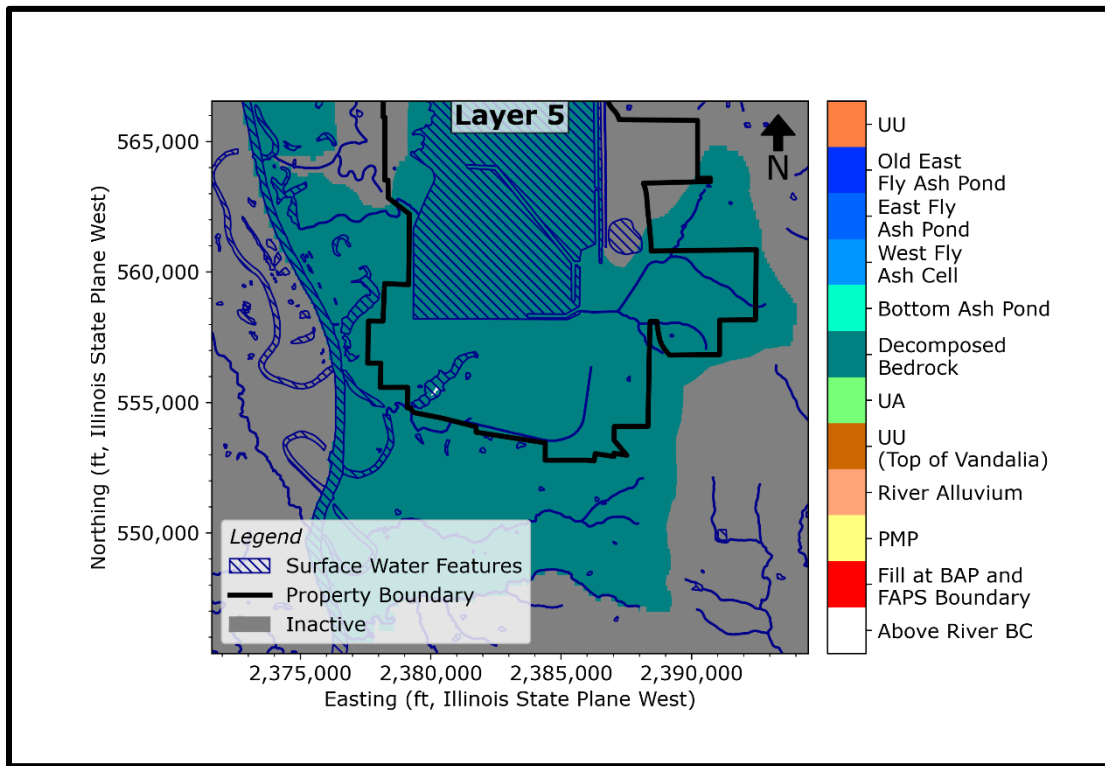 Layer 5
N
565,000
560,000
555,000
550,000
Northing (ft, Illinois State Plane West)
Legend
Surface Water Features
Property Boundary
Inactive
2,375,000
2,380,000
2,385,000
2,390,000
Easting (ft, Illinois State Plane West)
UU
Old East
Fly Ash Pond
East Fly
Ash Pond
West Fly
Ash Cell
Bottom Ash Pond
Decomposed
Bedrock
UA
UU
(Top of Vandalia)
River Alluvium
PMP
Fill at BAP and
FAPS Boundary
Above River BC